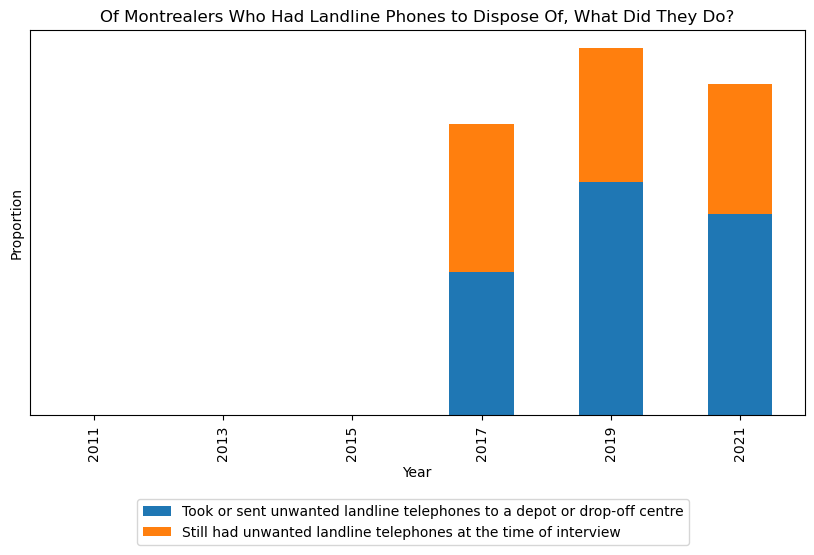 Of Montrealers Who Had Landline Phones to Dispose Of, What Did They Do?
Proportion
2011
2013
2015
2017
2019
2021
Year
Took or sent unwanted landline telephones to a depot or drop-off centre
Still had unwanted landline telephones at the time of interview